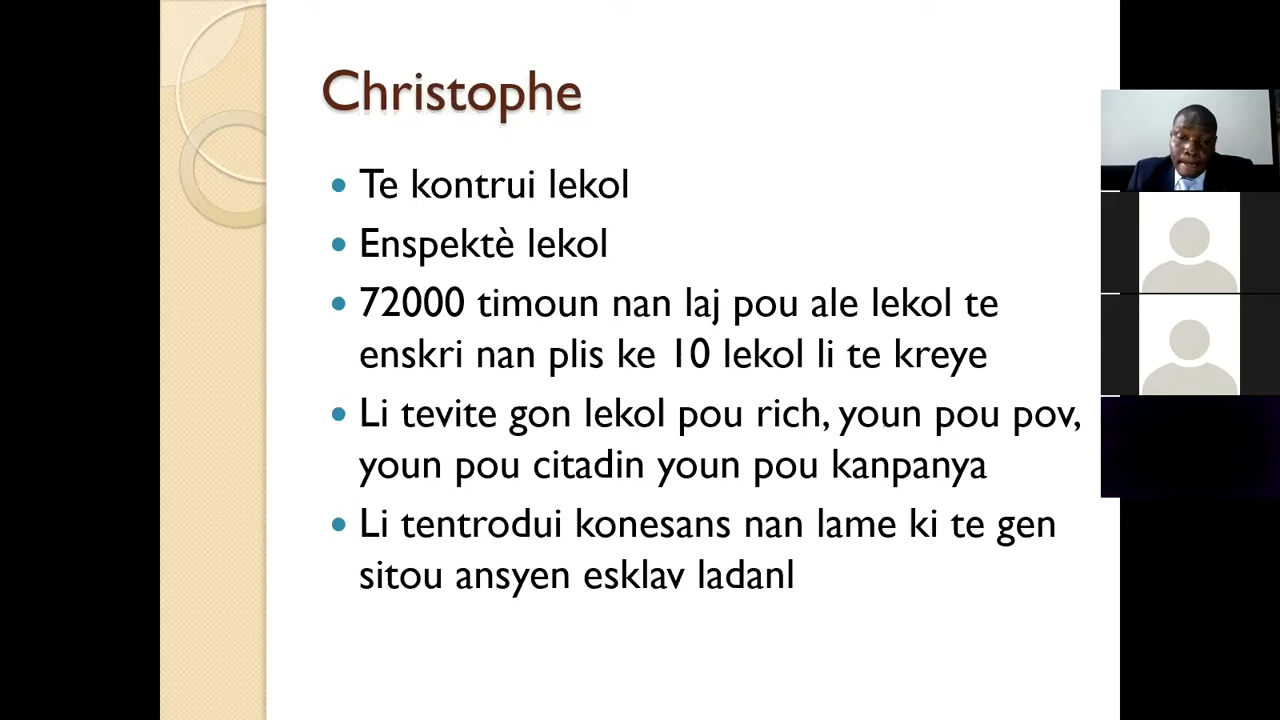 Christophe
Te kontrui lekol
Enspektè lekol
72000 timoun nan laj pou ale lekol te
enskri nan plis ke 10 lekol li te kreye
Li tevite gon lekol pou rich, youn pou pov,
youn pou citadin youn pou kanpanya
Li tentrodui konesans nan lame ki te gen
sitou ansyen esklav ladanl